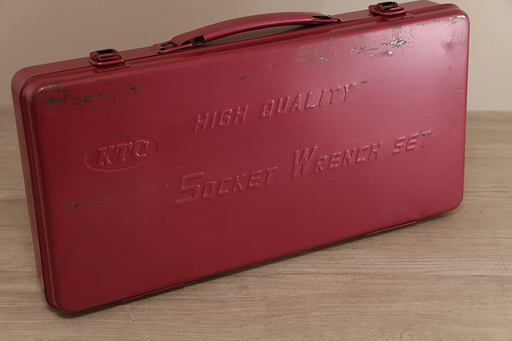 HIGH QUALITY
KTC
SOCKET WRENCH SET